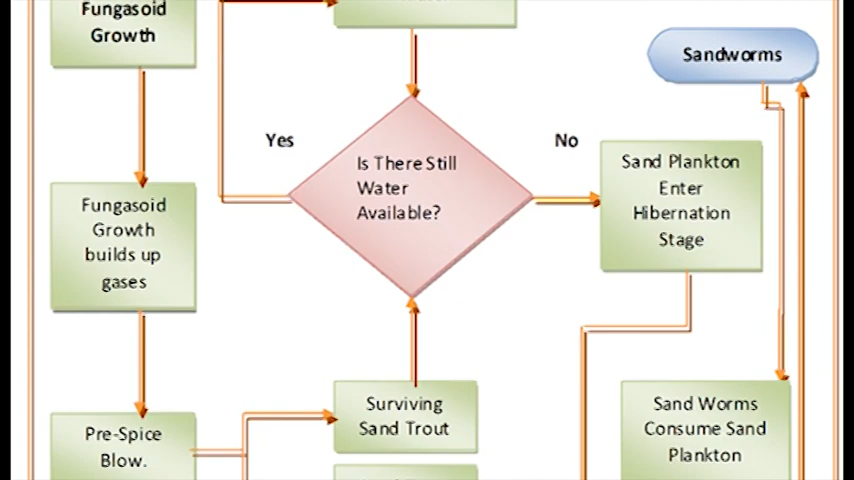 Fungasoid
Growth
Sandworms
Yes
No
Is There Still
Water
Available?
Sand Plankton
Enter
Hibernation
Stage
Fungasoid
Growth
builds up
gases
Surviving
Sand Trout
Sand Worms
Consume Sand
Plankton
Pre-Spice
Blow.